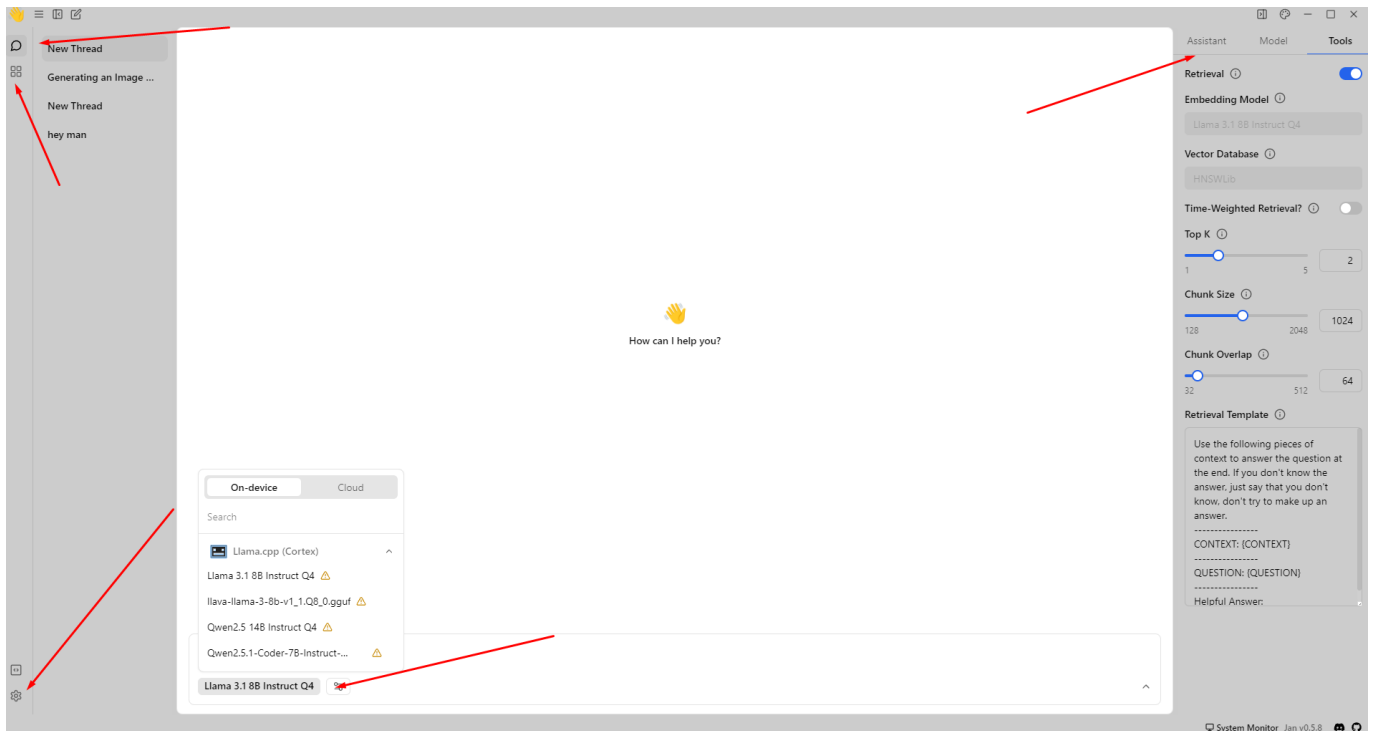 New Thread
Generating an Image ...
New Thread
hey man
How can I help you?
On-device
Cloud
Search
Llama.cpp (Cortex)
Llama 3.1 8B Instruct Q4
llava-llama-3-8b-v1_1.Q8_0.gguf
Qwen2.5 14B Instruct Q4
Qwen2.5.1-Coder-7B-Instruct-...
Llama 3.1 8B Instruct Q4
Assistant
Model
Tools
Retrieval
Embedding Model
Llama 3.1 8B Instruct Q4
Vector Database
HNSWLib
Time-Weighted Retrieval?
Top K
2
1
5
Chunk Size
1024
128
2048
Chunk Overlap
64
32
512
Retrieval Template
Use the following pieces of
context to answer the question at
the end. If you don't know the
answer, just say that you don't
know, don't try to make up an
answer.
----------------
CONTEXT: {CONTEXT}
----------------
QUESTION: {QUESTION}
----------------
Helpful Answer:
System Monitor Jan v0.5.8